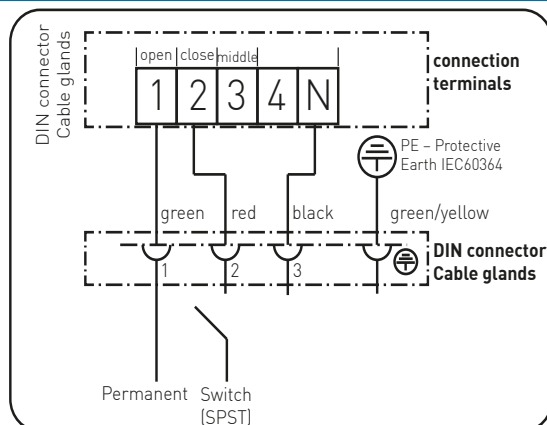 DIN connector
Cable glands
open close middle
1 2 3 4 N
connection
terminals
PE – Protective
Earth IEC60364
green red black green/yellow
1 2 3
DIN connector
Cable glands
Permanent Switch
(SPST)